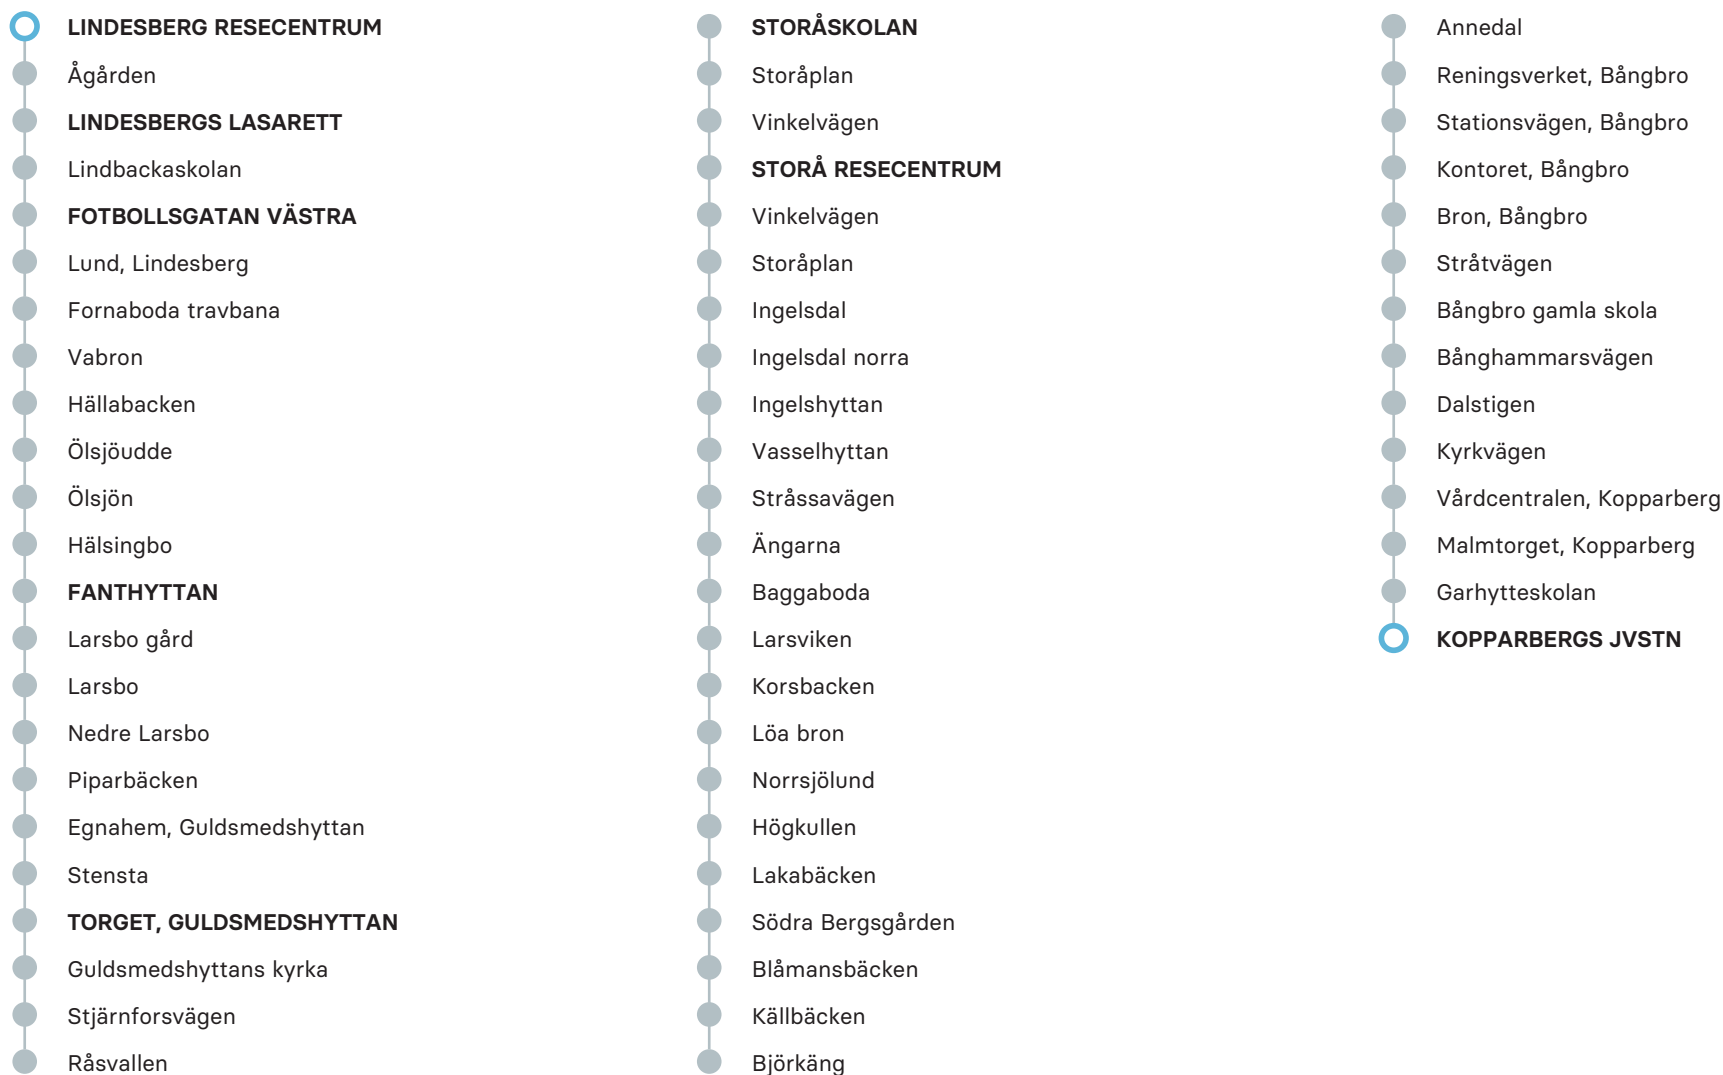 LINDESBERG RESECENTRUM
Ågården
LINDESBERGS LASARETT
Lindbackaskolan
FOTBOLLSGATAN VÄSTRA
Lund, Lindesberg
Fornaboda travbana
Vabron
Hällabacken
Ölsjöudde
Ölsjön
Hälsingbo
FANTHYTTAN
Larsbo gård
Larsbo
Nedre Larsbo
Piparbäcken
Egnahem, Guldsmedshyttan
Stensta
TORGET, GULDSMEDSHYTTAN
Guldsmedshyttans kyrka
Stjärnforsvägen
Råsvallen
STORÅSKOLAN
Storåplan
Vinkelvägen
STORÅ RESECENTRUM
Vinkelvägen
Storåplan
Ingelsdal
Ingelsdal norra
Ingelshyttan
Vasselhyttan
Stråssavägen
Ängarna
Baggaboda
Larsviken
Korsbacken
Löa bron
Norrsjölund
Högkullen
Lakabäcken
Södra Bergsgården
Blåmansbäcken
Källbäcken
Björkäng
Annedal
Reningsverket, Bångbro
Stationsvägen, Bångbro
Kontoret, Bångbro
Bron, Bångbro
Stråtvägen
Bångbro gamla skola
Bånghammarsvägen
Dalstigen
Kyrkvägen
Vårdcentralen, Kopparberg
Malmtorget, Kopparberg
Garhytteskolan
KOPPARBERGS JVSTN